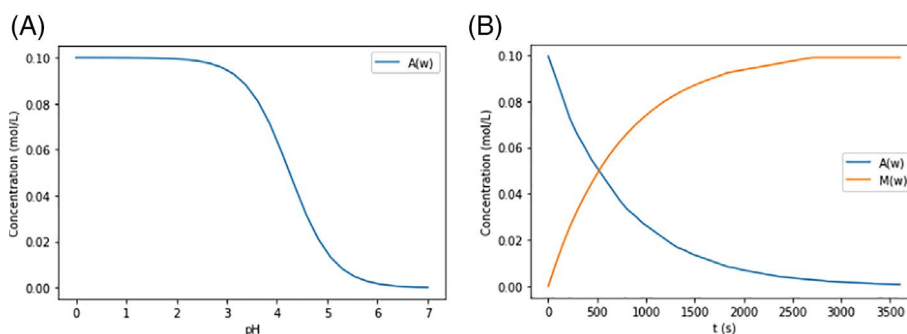 (A)
Concentration (mol/L)
0.10
0.08
0.06
0.04
0.02
0.00
A(w)
0 1 2 3 4 5 6 7
pH
(B)
Concentration (mol/L)
0.10
0.08
0.06
0.04
0.02
0.00
A(w)
M(w)
0 500 1000 1500 2000 2500 3000 3500
t (s)